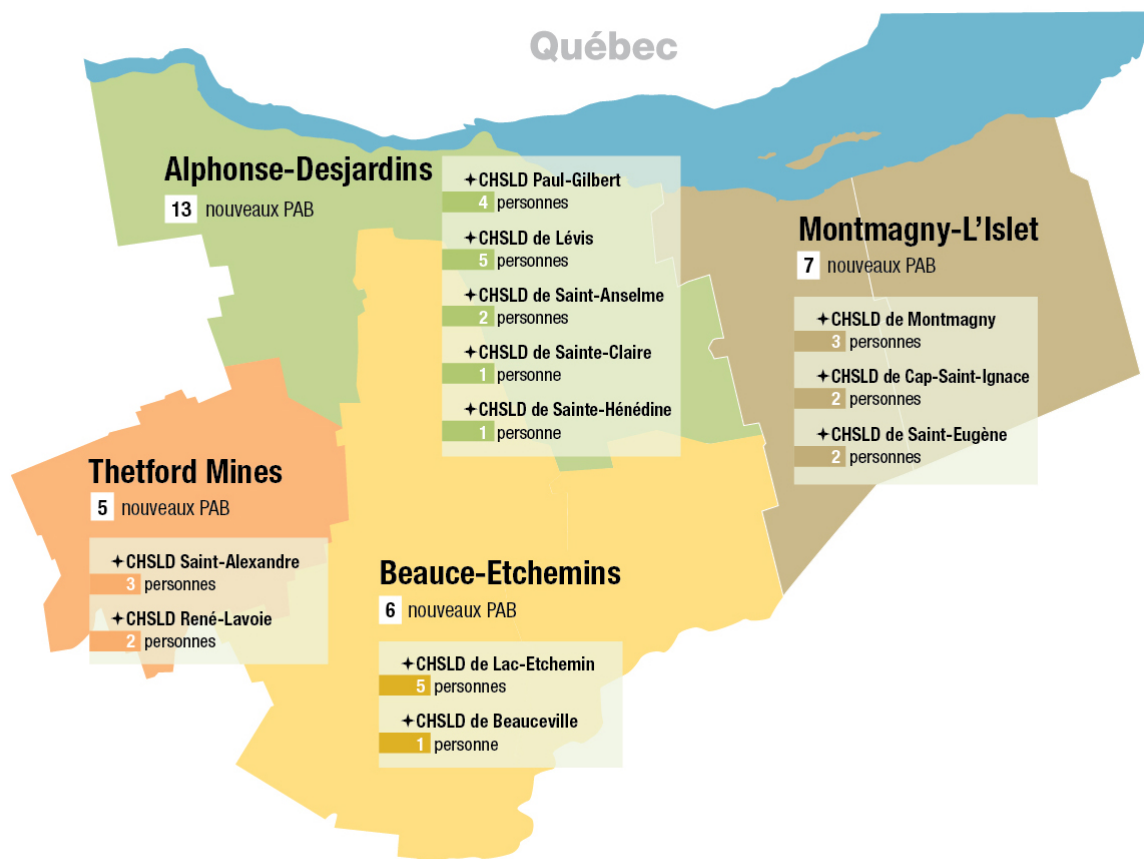 Québec
Alphonse-Desjardins
13 nouveaux PAB
✦CHSLD Paul-Gilbert
4 personnes
✦CHSLD de Lévis
5 personnes
✦CHSLD de Saint-Anselme
2 personnes
✦CHSLD de Sainte-Claire
1 personne
✦CHSLD de Sainte-Hénédine
1 personne
Montmagny-L'Islet
7 nouveaux PAB
✦CHSLD de Montmagny
3 personnes
✦CHSLD de Cap-Saint-Ignace
2 personnes
✦CHSLD de Saint-Eugène
2 personnes
Thetford Mines
5 nouveaux PAB
✦CHSLD Saint-Alexandre
3 personnes
✦CHSLD René-Lavoie
2 personnes
Beauce-Etchemins
6 nouveaux PAB
✦CHSLD de Lac-Etchemin
5 personnes
✦CHSLD de Beauceville
1 personne